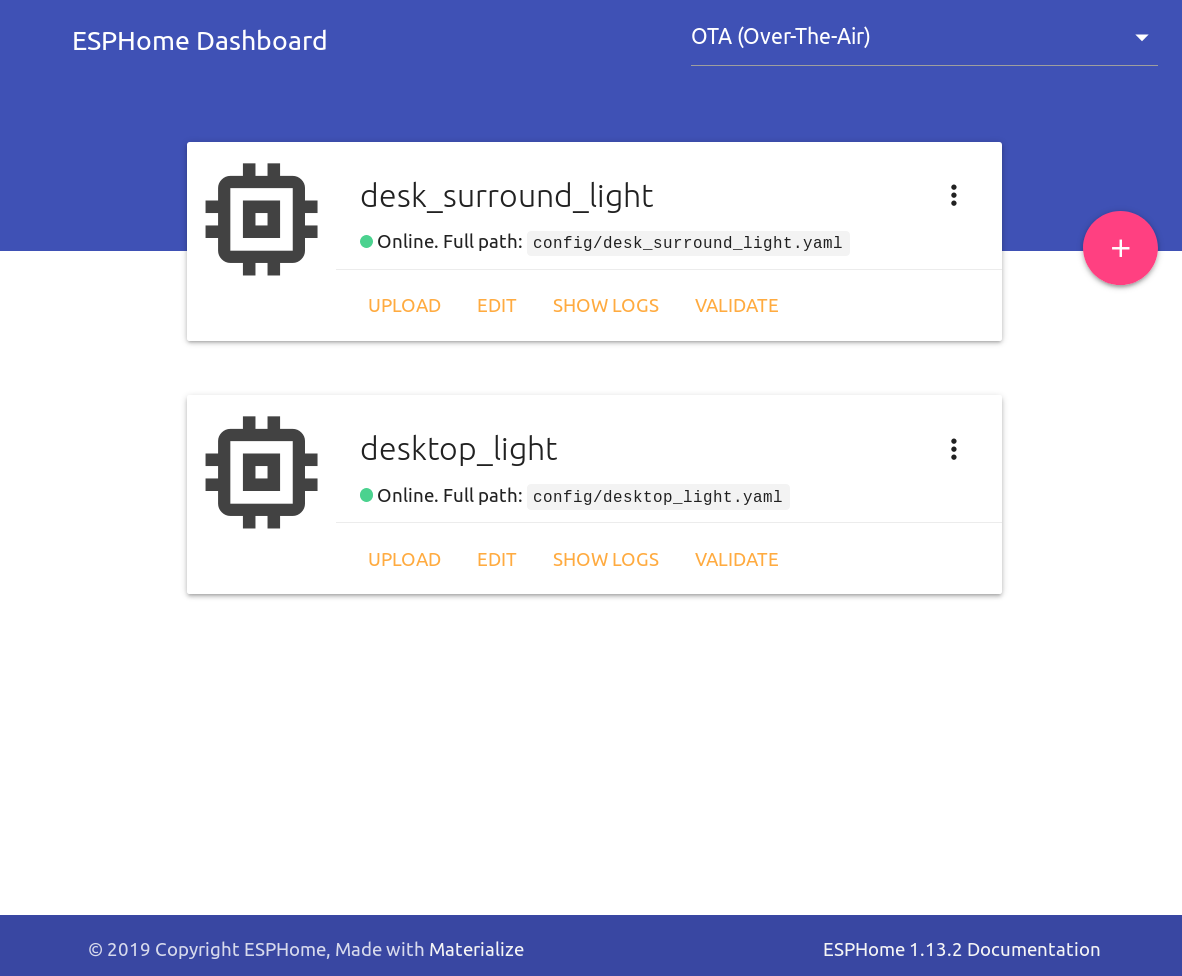 ESPHome Dashboard
OTA (Over-The-Air)
desk_surround_light
Online. Full path: config/desk_surround_light.yaml
UPLOAD EDIT SHOW LOGS VALIDATE
desktop_light
Online. Full path: config/desktop_light.yaml
UPLOAD EDIT SHOW LOGS VALIDATE
© 2019 Copyright ESPHome, Made with Materialize
ESPHome 1.13.2 Documentation